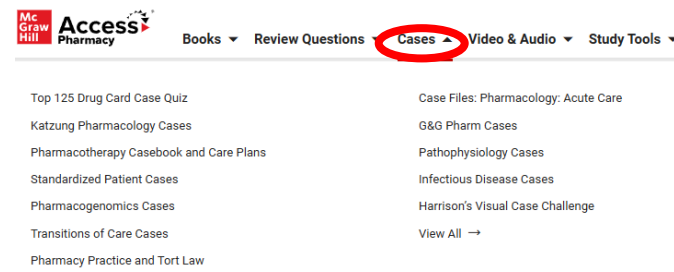 Mc
Graw
Hill
Access
Pharmacy
Books Review Questions Cases Video & Audio Study Tools
Top 125 Drug Card Case Quiz
Katzung Pharmacology Cases
Pharmacotherapy Casebook and Care Plans
Standardized Patient Cases
Pharmacogenomics Cases
Transitions of Care Cases
Pharmacy Practice and Tort Law
Case Files: Pharmacology: Acute Care
G&G Pharm Cases
Pathophysiology Cases
Infectious Disease Cases
Harrison's Visual Case Challenge
View All →